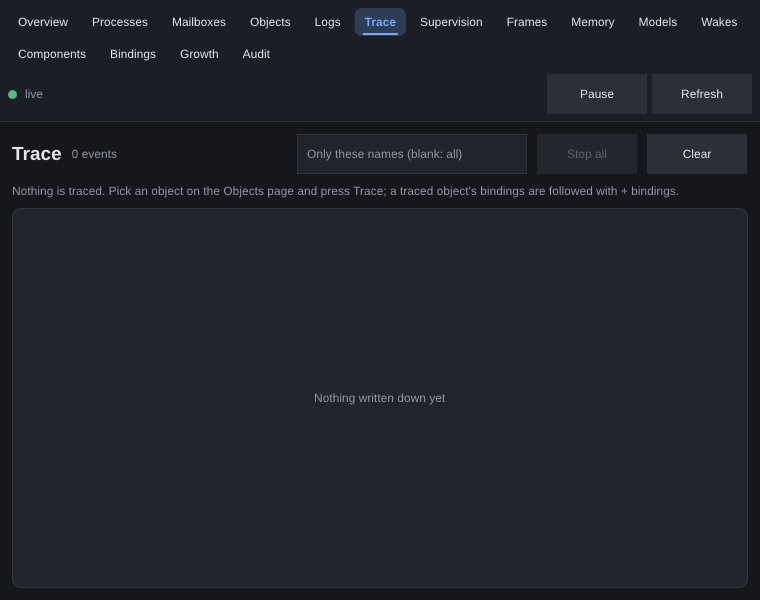 Overview Processes Mailboxes Objects Logs Trace Supervision Frames Memory Models Wakes
Components Bindings Growth Audit
live Pause Refresh
Trace 0 events Only these names (blank: all) Stop all Clear
Nothing is traced. Pick an object on the Objects page and press Trace; a traced object's bindings are followed with + bindings.
Nothing written down yet